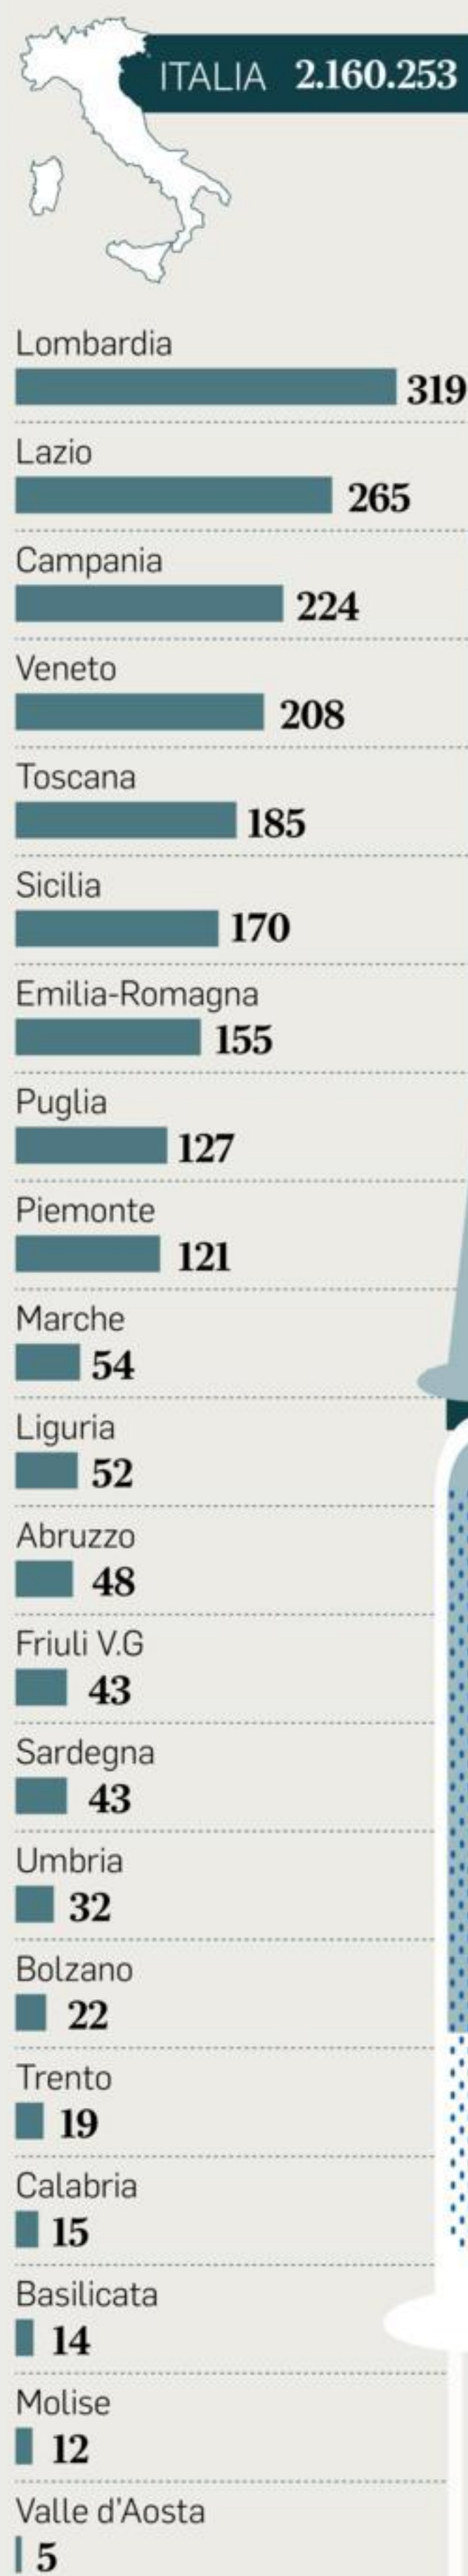 ITALIA 2.160.253
Lombardia
319
Lazio
265
Campania
224
Veneto
208
Toscana
185
Sicilia
170
Emilia-Romagna
155
Puglia
127
Piemonte
121
Marche
54
Liguria
52
Abruzzo
48
Friuli V.G
43
Sardegna
43
Umbria
32
Bolzano
22
Trento
19
Calabria
15
Basilicata
14
Molise
12
Valle d'Aosta
5